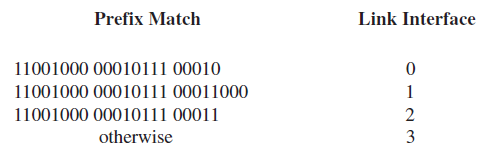 Prefix Match Link Interface
11001000 00010111 00010 0
11001000 00010111 00011000 1
11001000 00010111 00011 2
otherwise 3